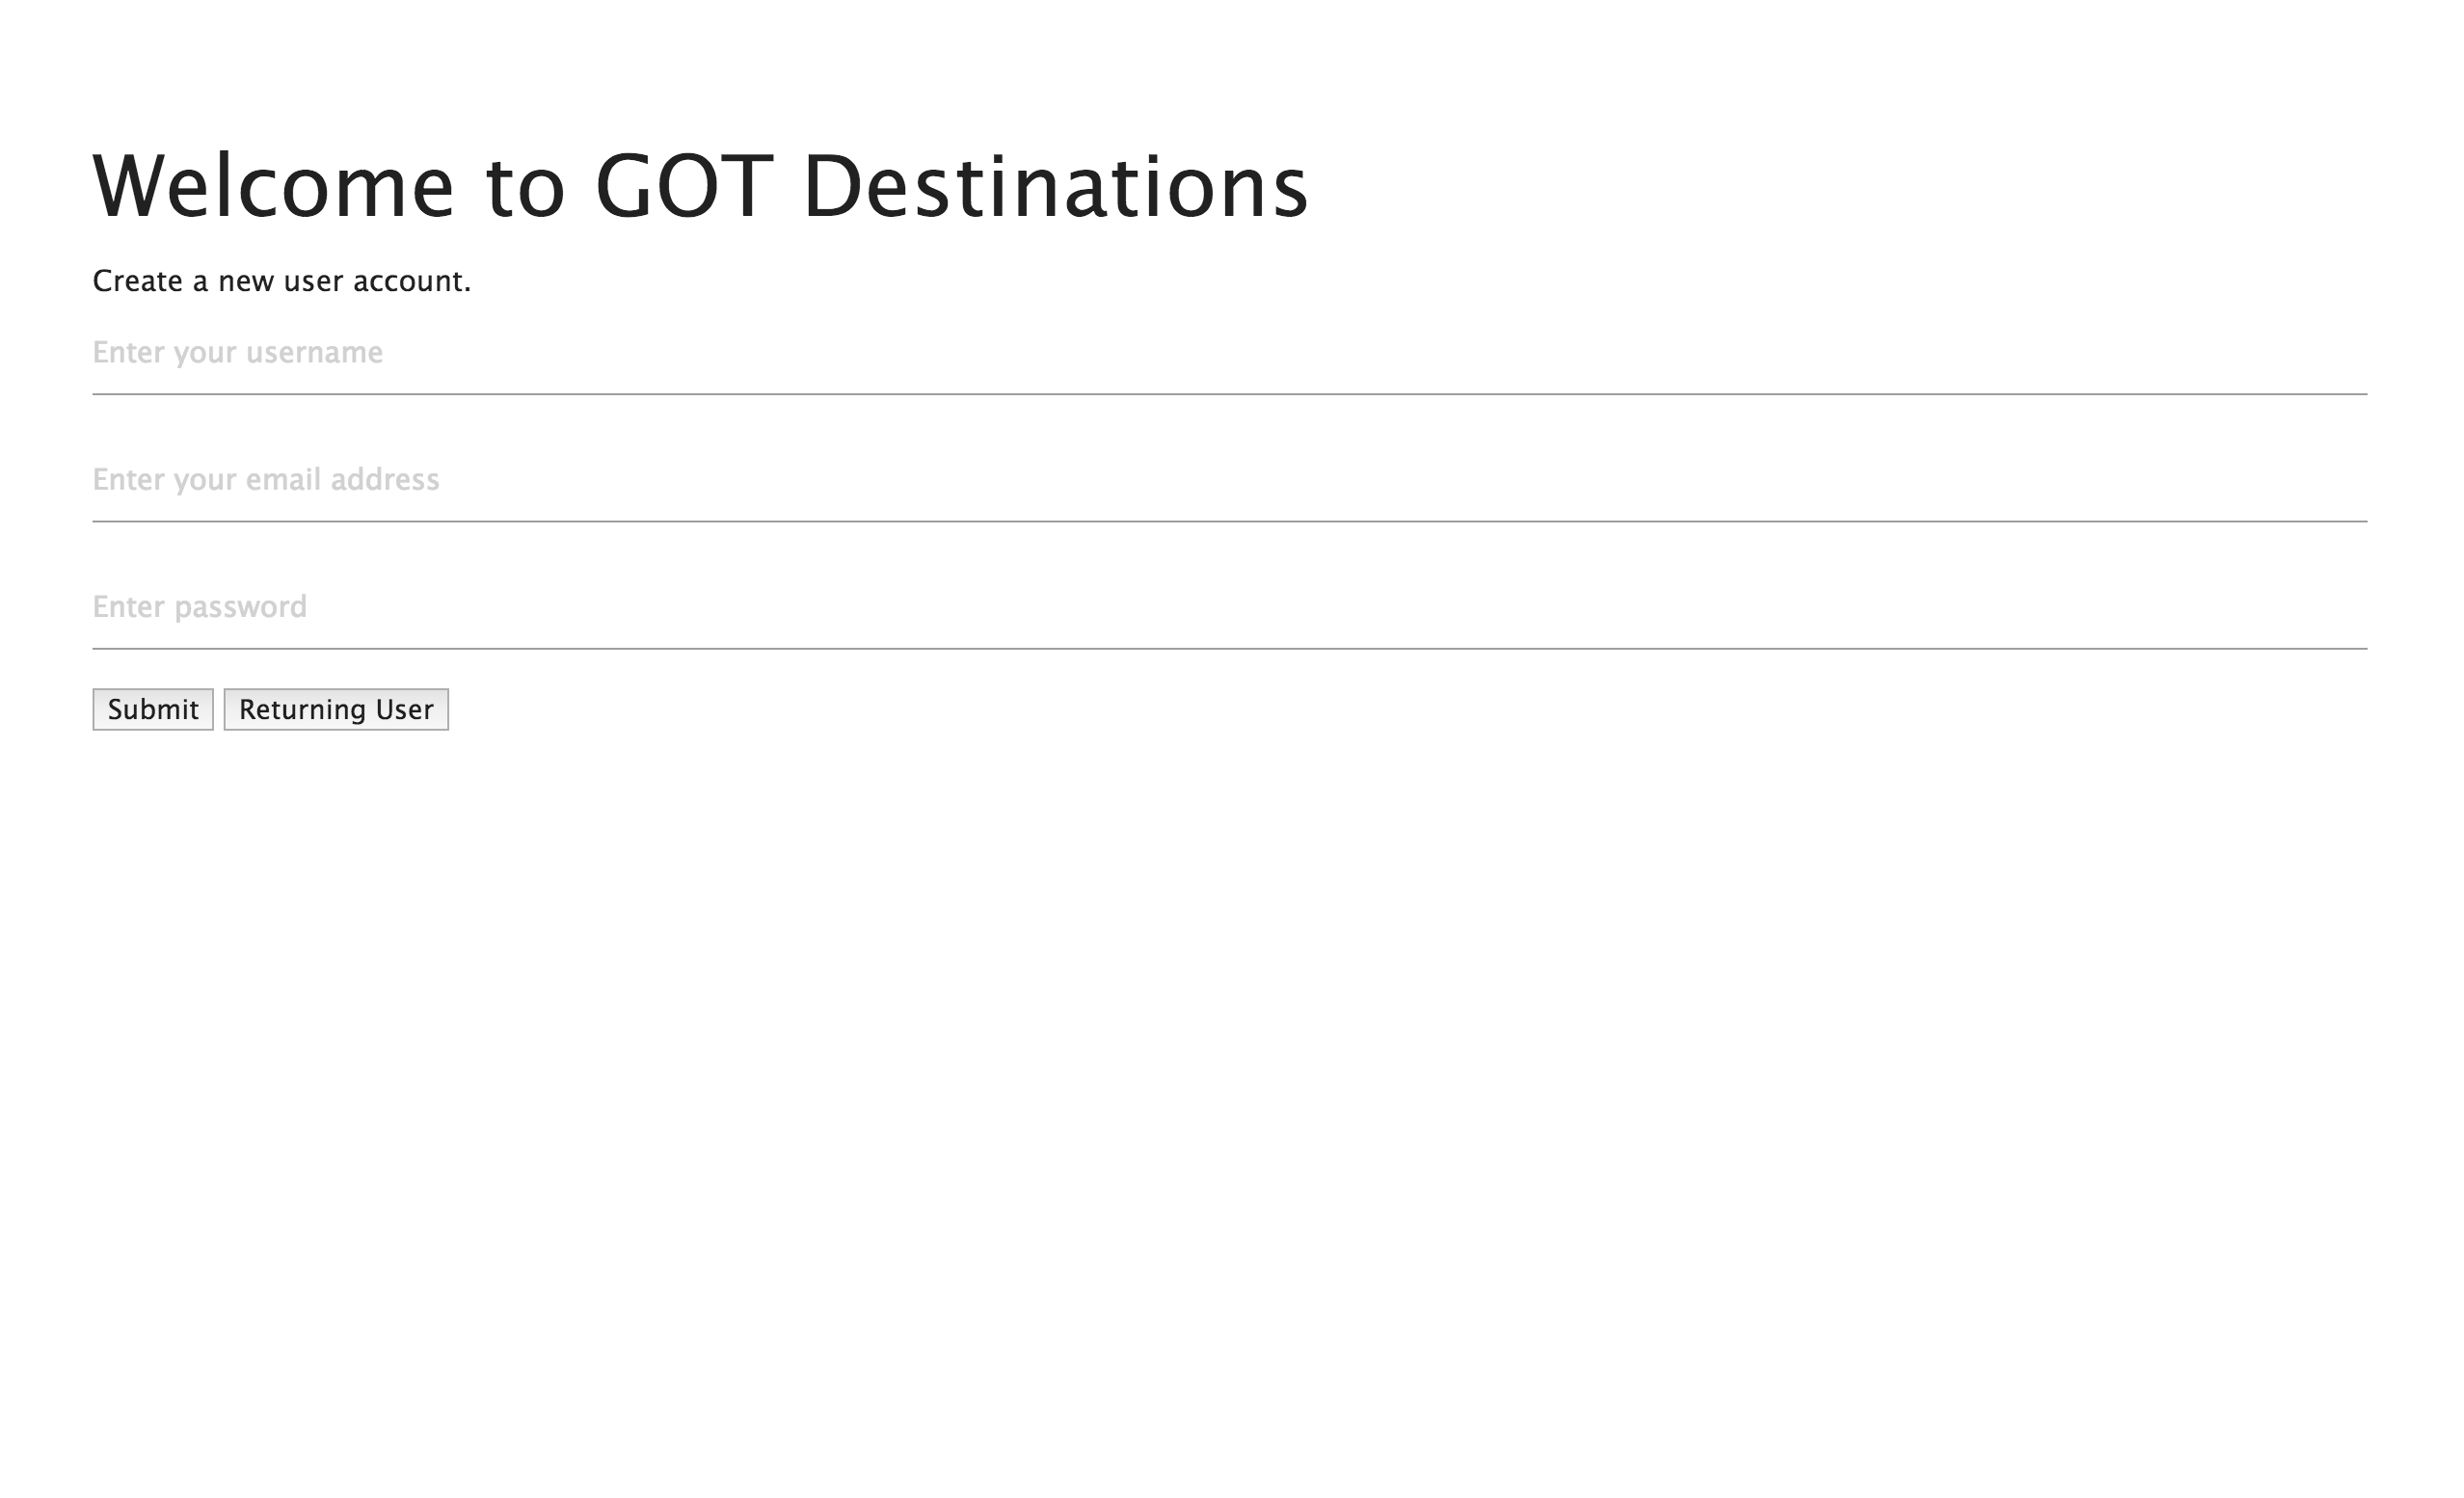 Welcome to GOT Destinations
Create a new user account.
Enter your username
Enter your email address
Enter password
Submit Returning User